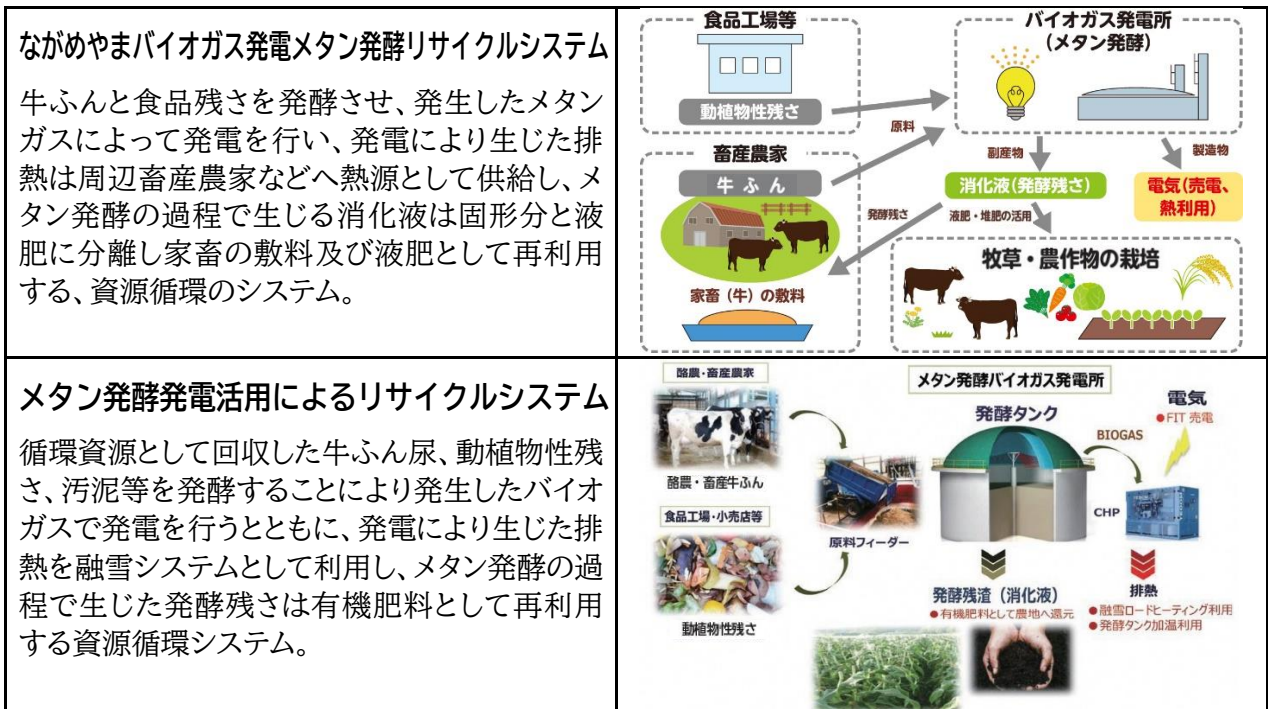 ながめやまバイオガス発電メタン発酵リサイクルシステム
牛ふんと食品残さを発酵させ、発生したメタン
ガスによって発電を行い、発電により生じた排
熱は周辺畜産農家などへ熱源として供給し、メ
タン発酵の過程で生じる消化液は固形分と液
肥に分離し家畜の敷料及び液肥として再利用
する、資源循環のシステム。
食品工場等
動植物性残さ
バイオガス発電所
(メタン発酵)
原料
畜産農家
牛 ふ ん
副産物
製造物
消化液(発酵残さ)
電気(売電、
熱利用)
発酵残さ
液肥・堆肥の活用
家畜(牛)の敷料
牧草・農作物の栽培
メタン発酵発電活用によるリサイクルシステム
循環資源として回収した牛ふん尿、動植物性残
さ、汚泥等を発酵することにより発生したバイオ
ガスで発電を行うとともに、発電により生じた排
熱を融雪システムとして利用し、メタン発酵の過
程で生じた発酵残さは有機肥料として再利用
する資源循環システム。
酪農・畜産農家
酪農・畜産牛ふん
食品工場・小売店等
動植物性残さ
原料フィーダー
メタン発酵バイオガス発電所
発酵タンク
BIOGAS
電気
●FIT 売電
CHP
発酵残渣(消化液)
●有機肥料として農地へ還元
排熱
●融雪ロードヒーティング利用
●発酵タンク加温利用